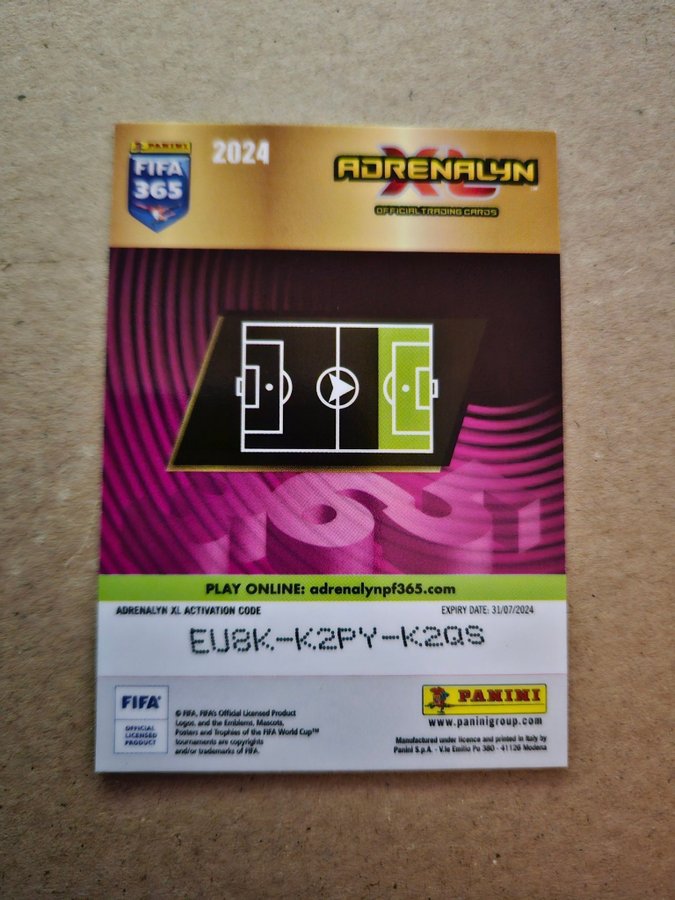 PANINI
FIFA
365
2024
ADRENALYN
XL
OFFICIAL TRADING CARDS
PLAY ONLINE: adrenalynpf365.com
ADRENALYN XL ACTIVATION CODE
EXPIRY DATE: 31/07/2024
EU8K-K2PY-K2QS
FIFA®
OFFICIAL
LICENSED
PRODUCT
© FIFA, FIFA's Official Licensed Product
Logos, and the Emblems, Mascots,
Posters and Trophies of the FIFA World Cup™
tournaments are copyrights
and/or trademarks of FIFA.
PANINI
www.paninigroup.com
Manufactured under licence and printed in Italy by
Panini S.p.A. - V.le Emilio Po 380 - 41126 Modena